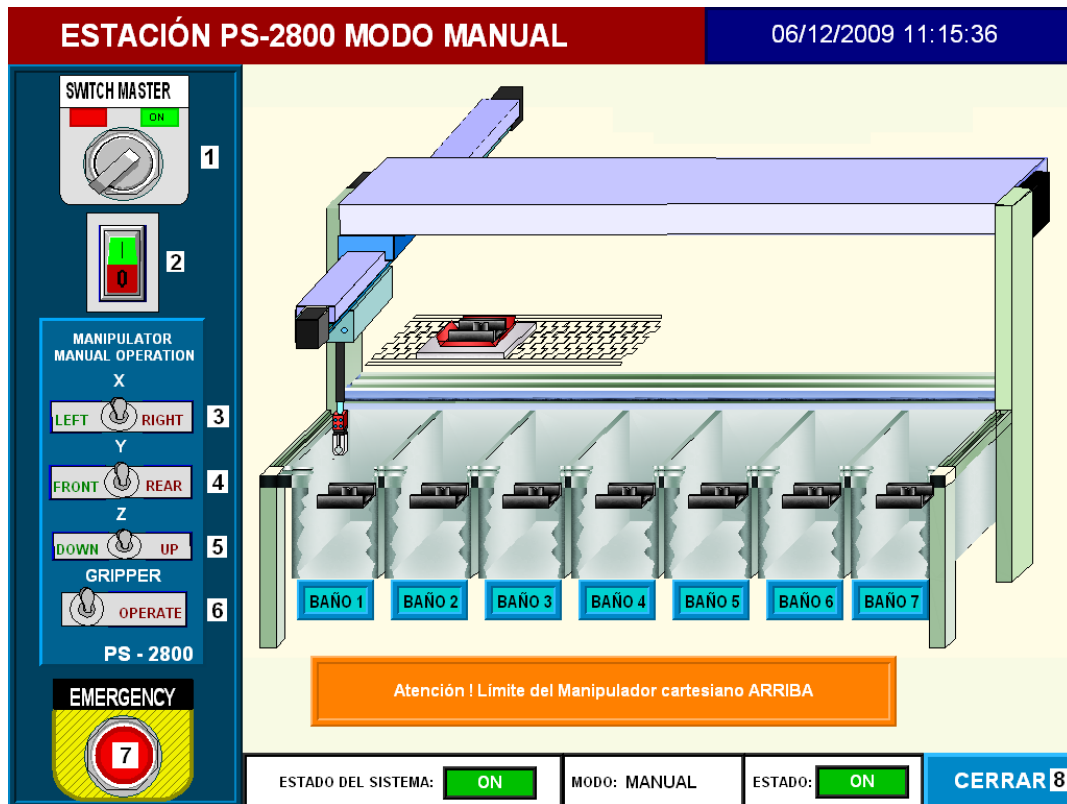 ESTACIÓN PS-2800 MODO MANUAL
06/12/2009 11:15:36
SWITCH MASTER
ON
1
I
0
2
MANIPULATOR
MANUAL OPERATION
X
LEFT RIGHT
3
Y
FRONT REAR
4
Z
DOWN UP
5
GRIPPER
OPERATE
6
PS - 2800
EMERGENCY
7
BAÑO 1
BAÑO 2
BAÑO 3
BAÑO 4
BAÑO 5
BAÑO 6
BAÑO 7
Atención ! Límite del Manipulador cartesiano ARRIBA
ESTADO DEL SISTEMA: ON
MODO: MANUAL
ESTADO: ON
CERRAR 8